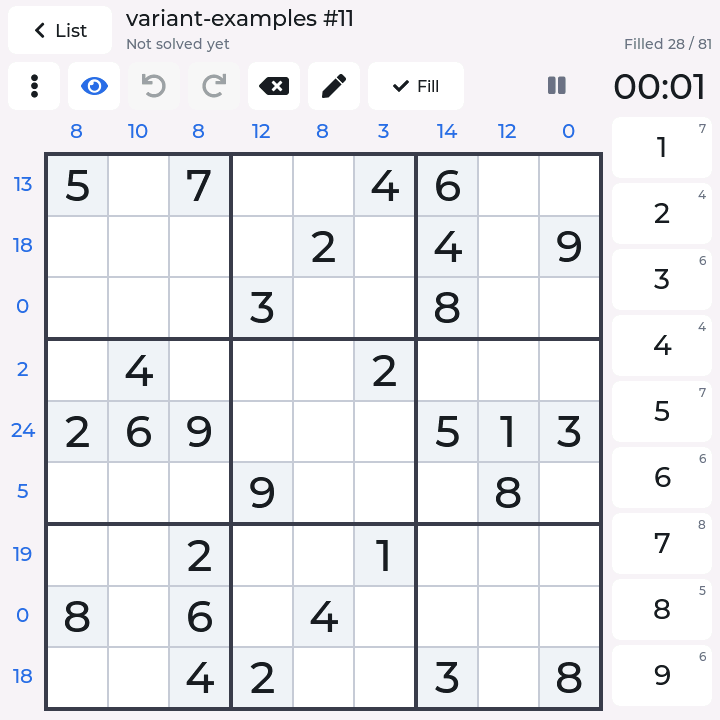 List
variant-examples #11
Not solved yet
Filled 28 / 81
Fill
00:01
8 10 8 12 8 3 14 12 0
13 5 7 4 6
18 2 4 9
0 3 8
2 4 2
24 2 6 9 5 1 3
5 9 8
19 2 1
0 8 6 4
18 4 2 3 8
1 7
2 4
3 6
4 4
5 7
6 6
7 8
8 5
9 6